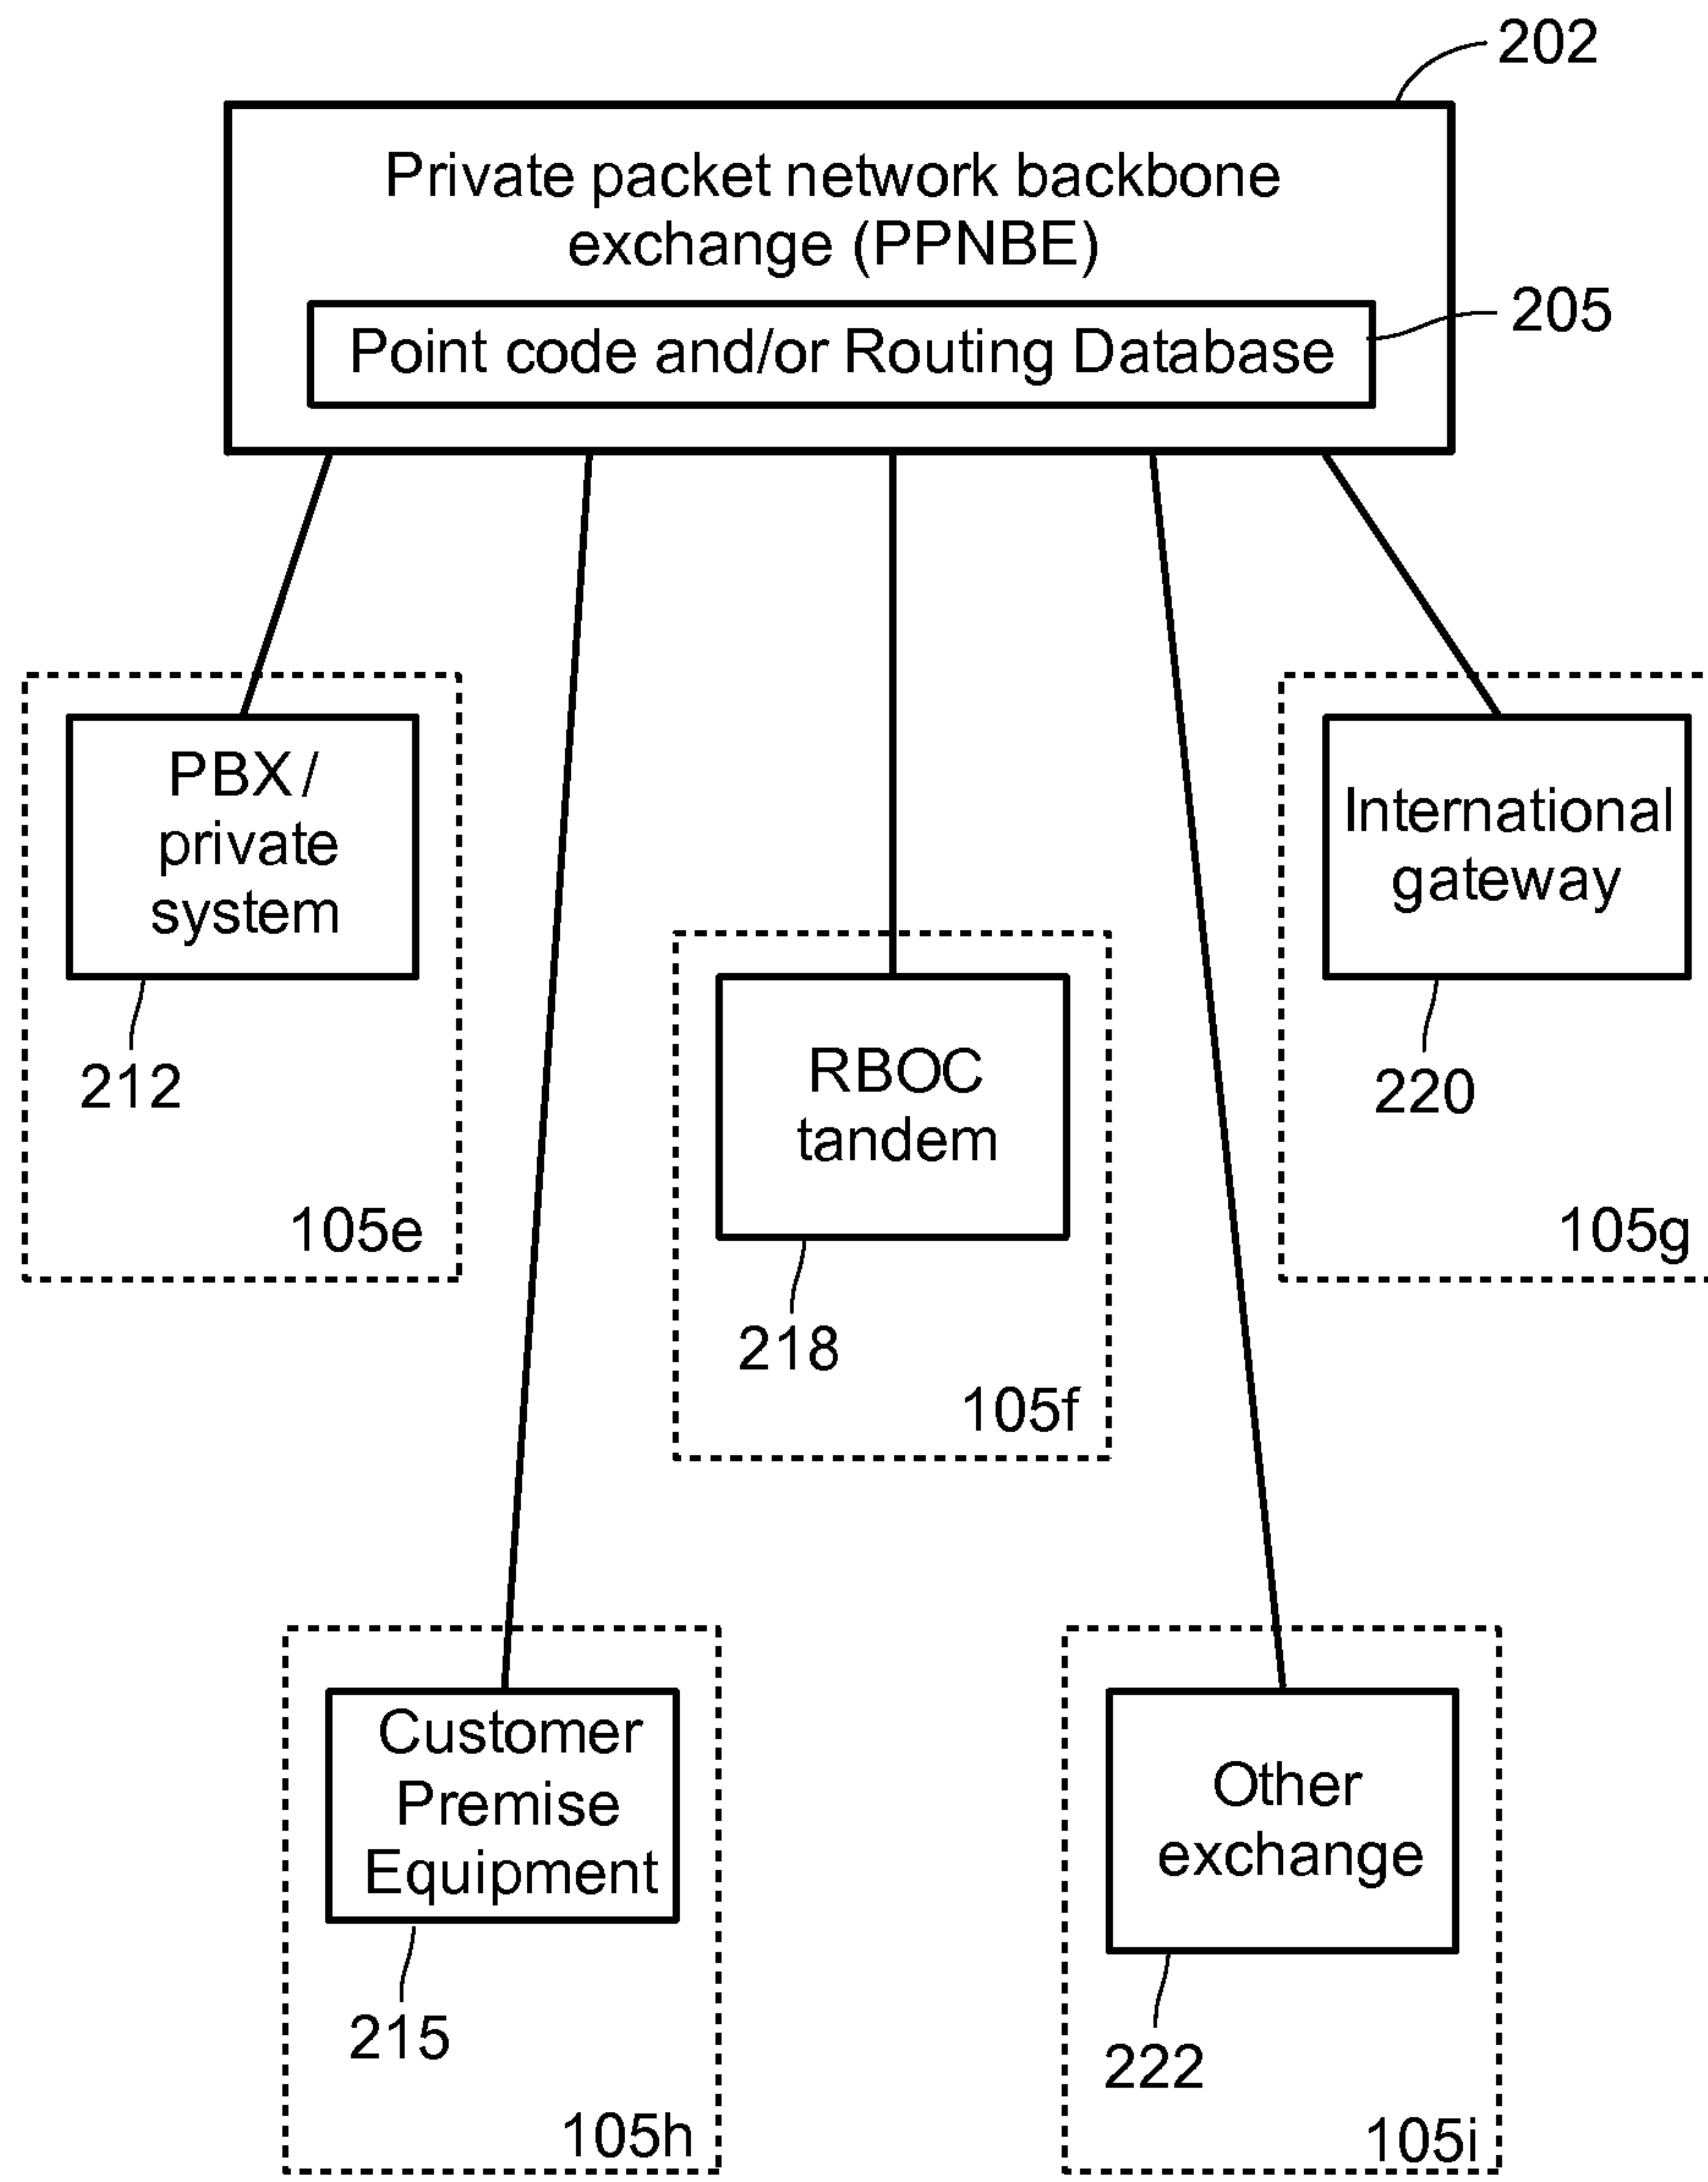 202
Private packet network backbone
exchange (PPNBE)
205
Point code and/or Routing Database
PBX /
private
system
212
105e
International
gateway
220
105g
RBOC
tandem
218
105f
Customer
Premise
Equipment
215
105h
Other
exchange
222
105i